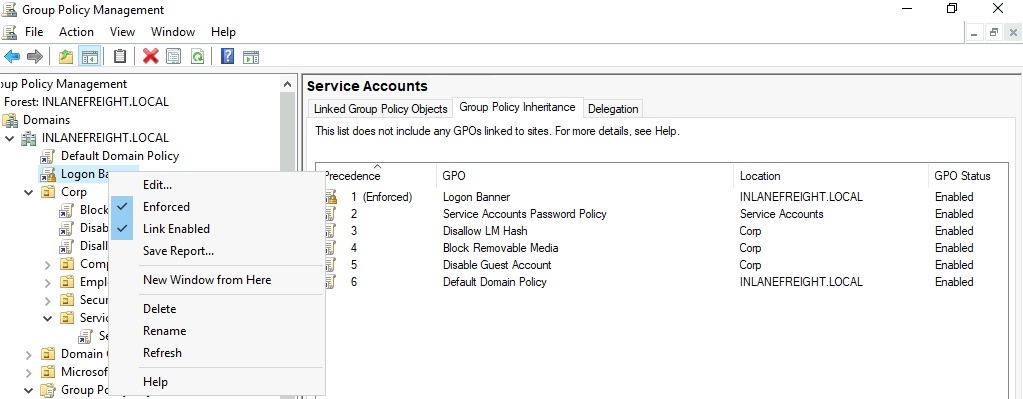 Group Policy Management
File Action View Window Help
oup Policy Management
Forest: INLANEFREIGHT.LOCAL
Domains
INLANEFREIGHT.LOCAL
Default Domain Policy
Logon Ba
Corp
Block
Disab
Disall
Comp
Empl
Secur
Servic
Se
Domain C
Microsof
Group Po
Edit...
Enforced
Link Enabled
Save Report...
New Window from Here
Delete
Rename
Refresh
Help
Service Accounts
Linked Group Policy Objects Group Policy Inheritance Delegation
This list does not include any GPOs linked to sites. For more details, see Help.
Precedence GPO Location GPO Status
1 (Enforced) Logon Banner INLANEFREIGHT.LOCAL Enabled
2 Service Accounts Password Policy Service Accounts Enabled
3 Disallow LM Hash Corp Enabled
4 Block Removable Media Corp Enabled
5 Disable Guest Account Corp Enabled
6 Default Domain Policy INLANEFREIGHT.LOCAL Enabled